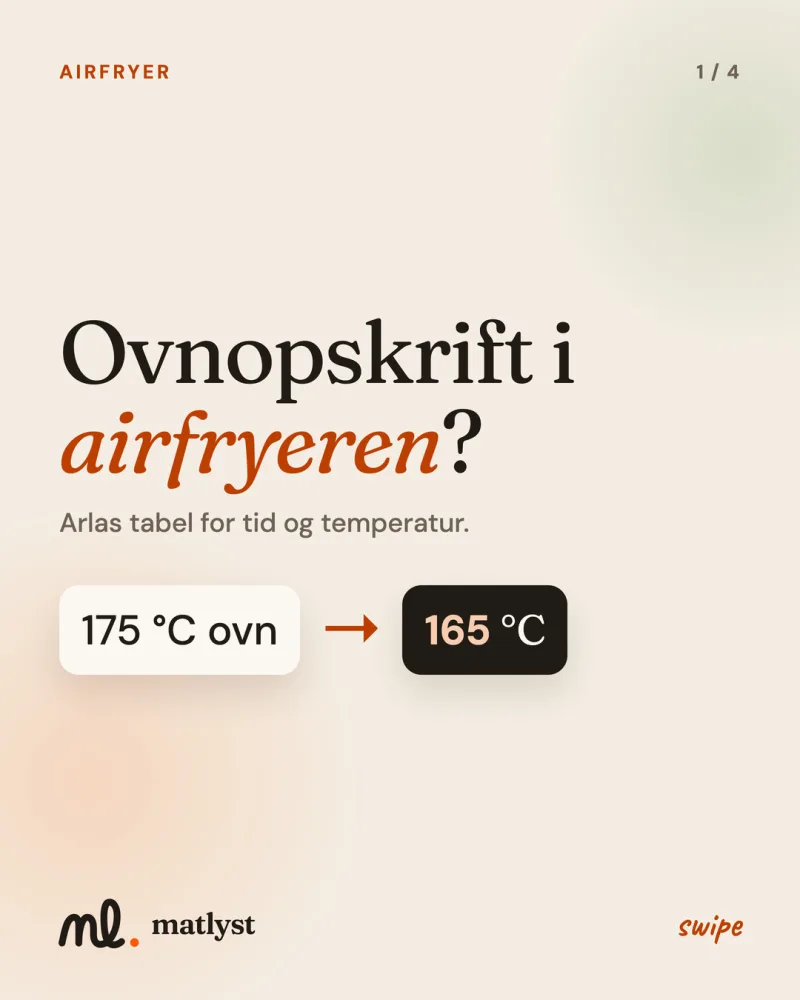 AIRFRYER
1 / 4
Ovnopskrift i
airfryeren?
Arlas tabel for tid og temperatur.
175 °C ovn → 165 °C
ml. matlyst
swipe